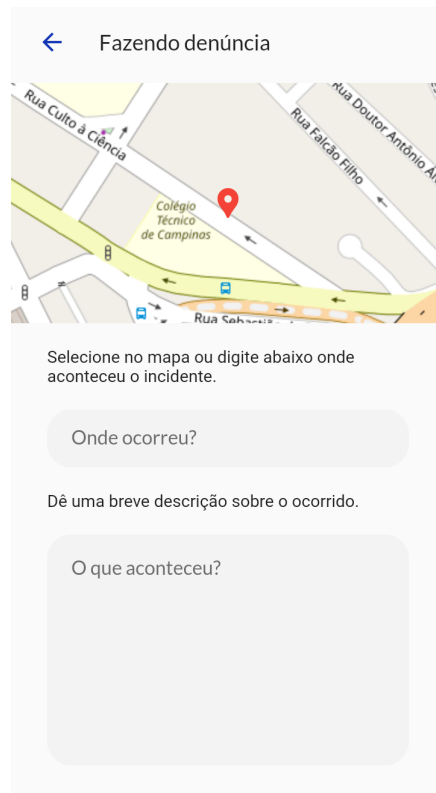 Fazendo denúncia
Rua Culto à Ciência
Rua Falcão Filho
Rua Doutor Antônio
Colégio
Técnico
de Campinas
Rua
Selecione no mapa ou digite abaixo onde
aconteceu o incidente.
Onde ocorreu?
Dê uma breve descrição sobre o ocorrido.
O que aconteceu?